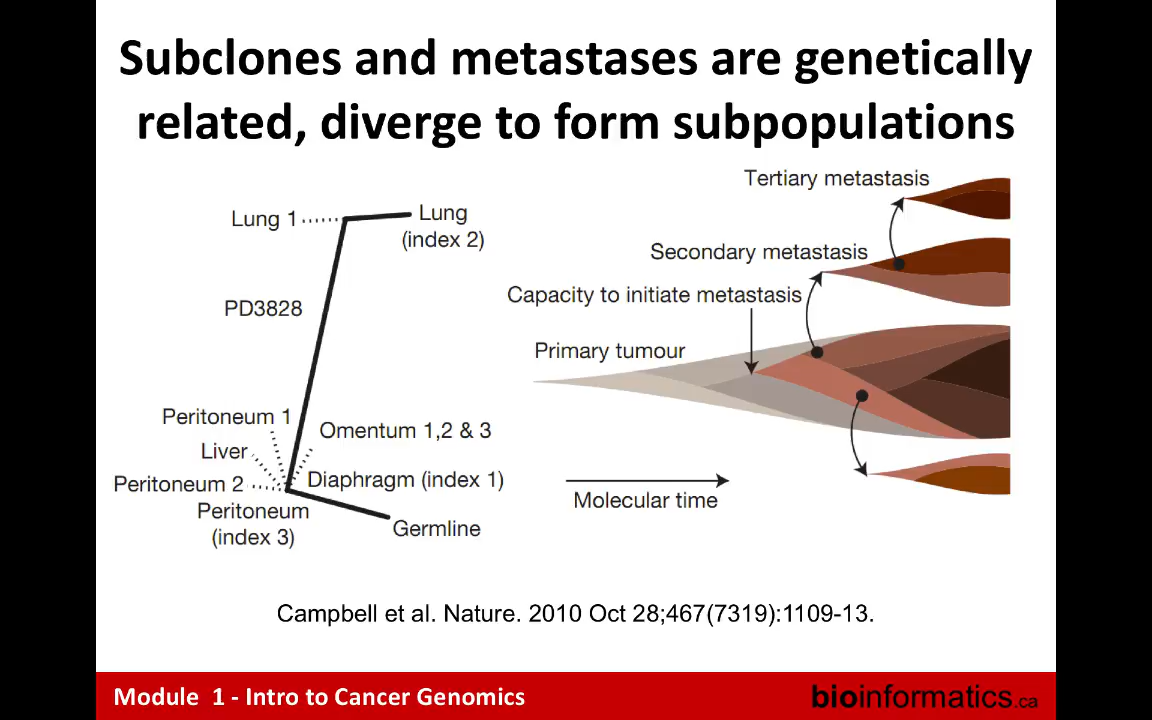 Subclones and metastases are genetically
related, diverge to form subpopulations
Lung 1
Lung
(index 2)
PD3828
Peritoneum 1
Liver
Omentum 1,2 & 3
Peritoneum 2
Diaphragm (index 1)
Peritoneum
(index 3)
Germline
Tertiary metastasis
Secondary metastasis
Capacity to initiate metastasis
Primary tumour
Molecular time
Campbell et al. Nature. 2010 Oct 28;467(7319):1109-13.
Module 1 - Intro to Cancer Genomics
bioinformatics.ca